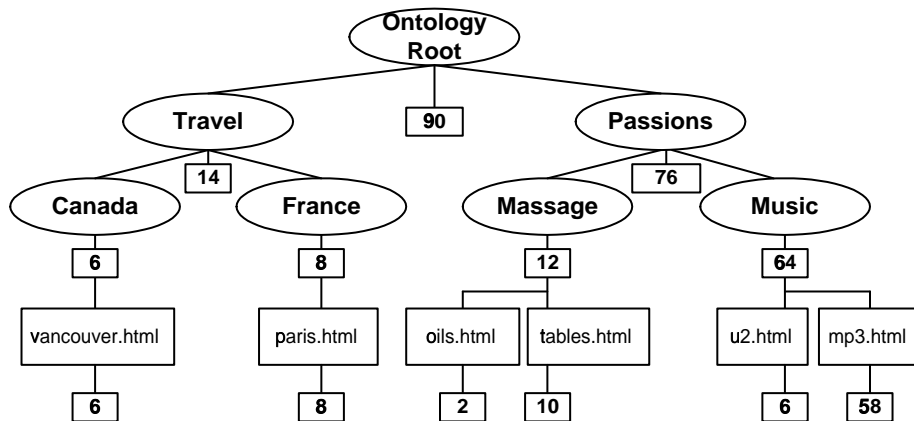 Ontology
Root
Travel
90
Passions
14
76
Canada
France
Massage
Music
6
8
12
64
vancouver.html
paris.html
oils.html
tables.html
u2.html
mp3.html
6
8
2
10
6
58